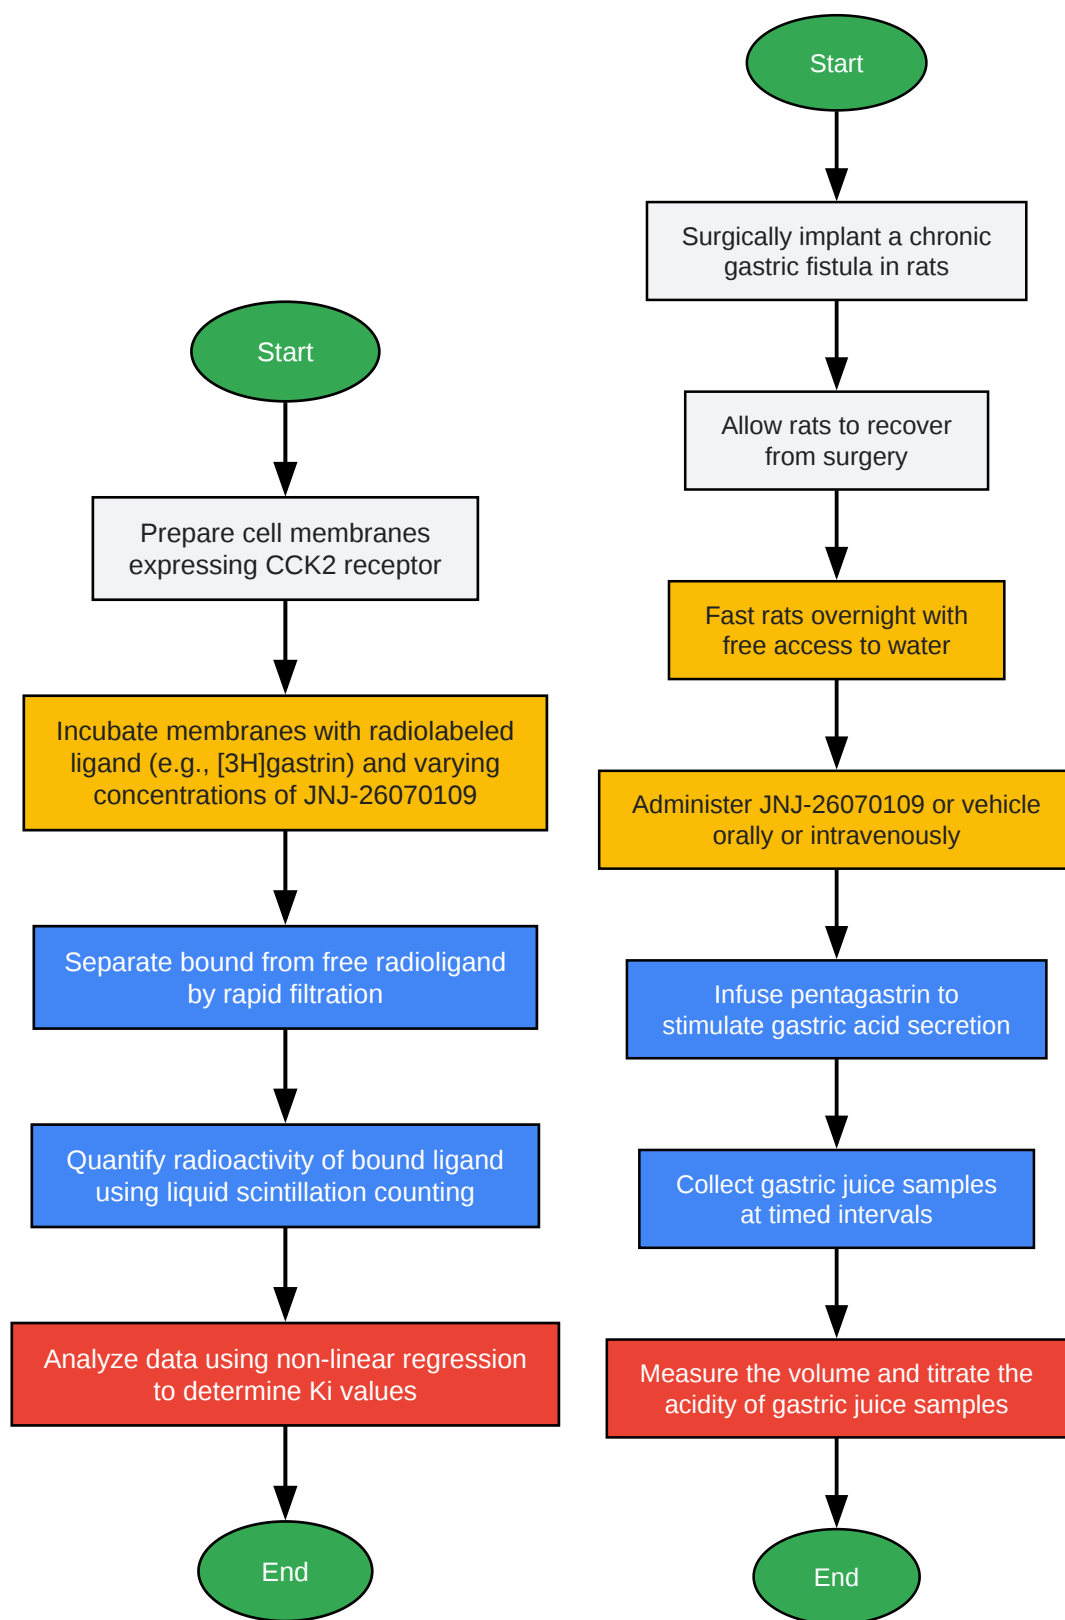 Start
Prepare cell membranes
expressing CCK2 receptor
Incubate membranes with radiolabeled
ligand (e.g., [3H]gastrin) and varying
concentrations of JNJ-26070109
Separate bound from free radioligand
by rapid filtration
Quantify radioactivity of bound ligand
using liquid scintillation counting
Analyze data using non-linear regression
to determine Ki values
End
Start
Surgically implant a chronic
gastric fistula in rats
Allow rats to recover
from surgery
Fast rats overnight with
free access to water
Administer JNJ-26070109 or vehicle
orally or intravenously
Infuse pentagastrin to
stimulate gastric acid secretion
Collect gastric juice samples
at timed intervals
Measure the volume and titrate the
acidity of gastric juice samples
End